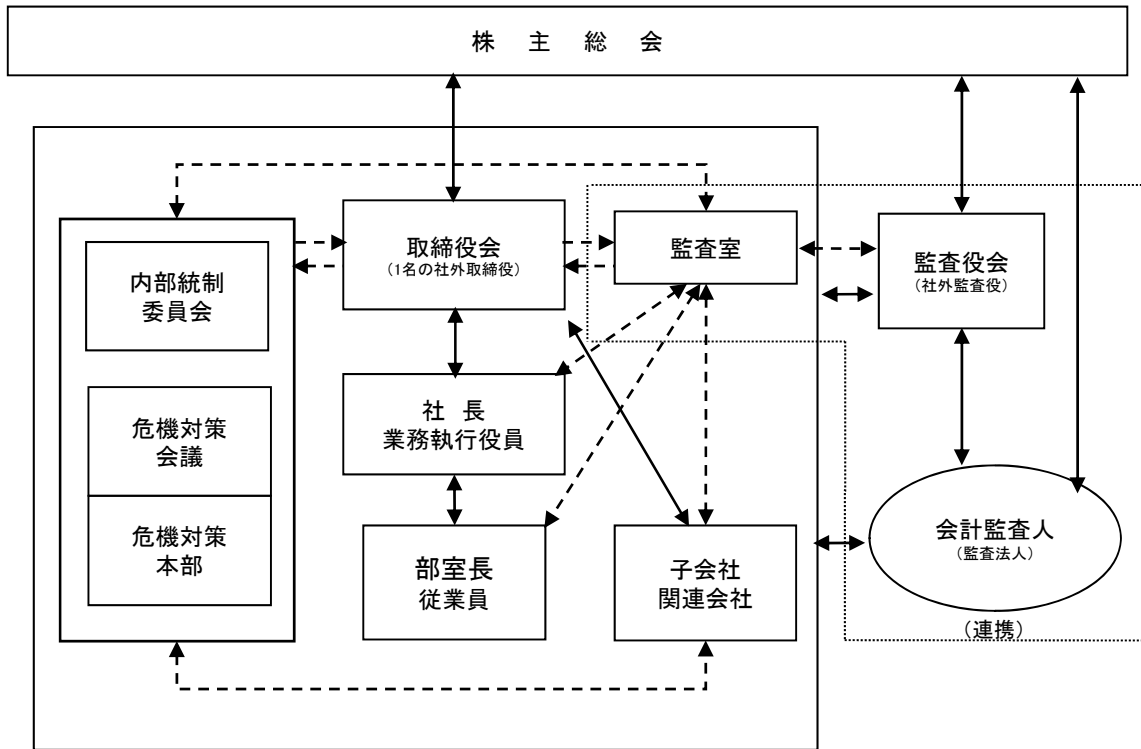 株 主 総 会
取締役会
(1名の社外取締役)
監査室
監査役会
(社外監査役)
内部統制
委員会
社 長
業務執行役員
危機対策
会議
危機対策
本部
部室長
従業員
子会社
関連会社
会計監査人
(監査法人)
(連携)